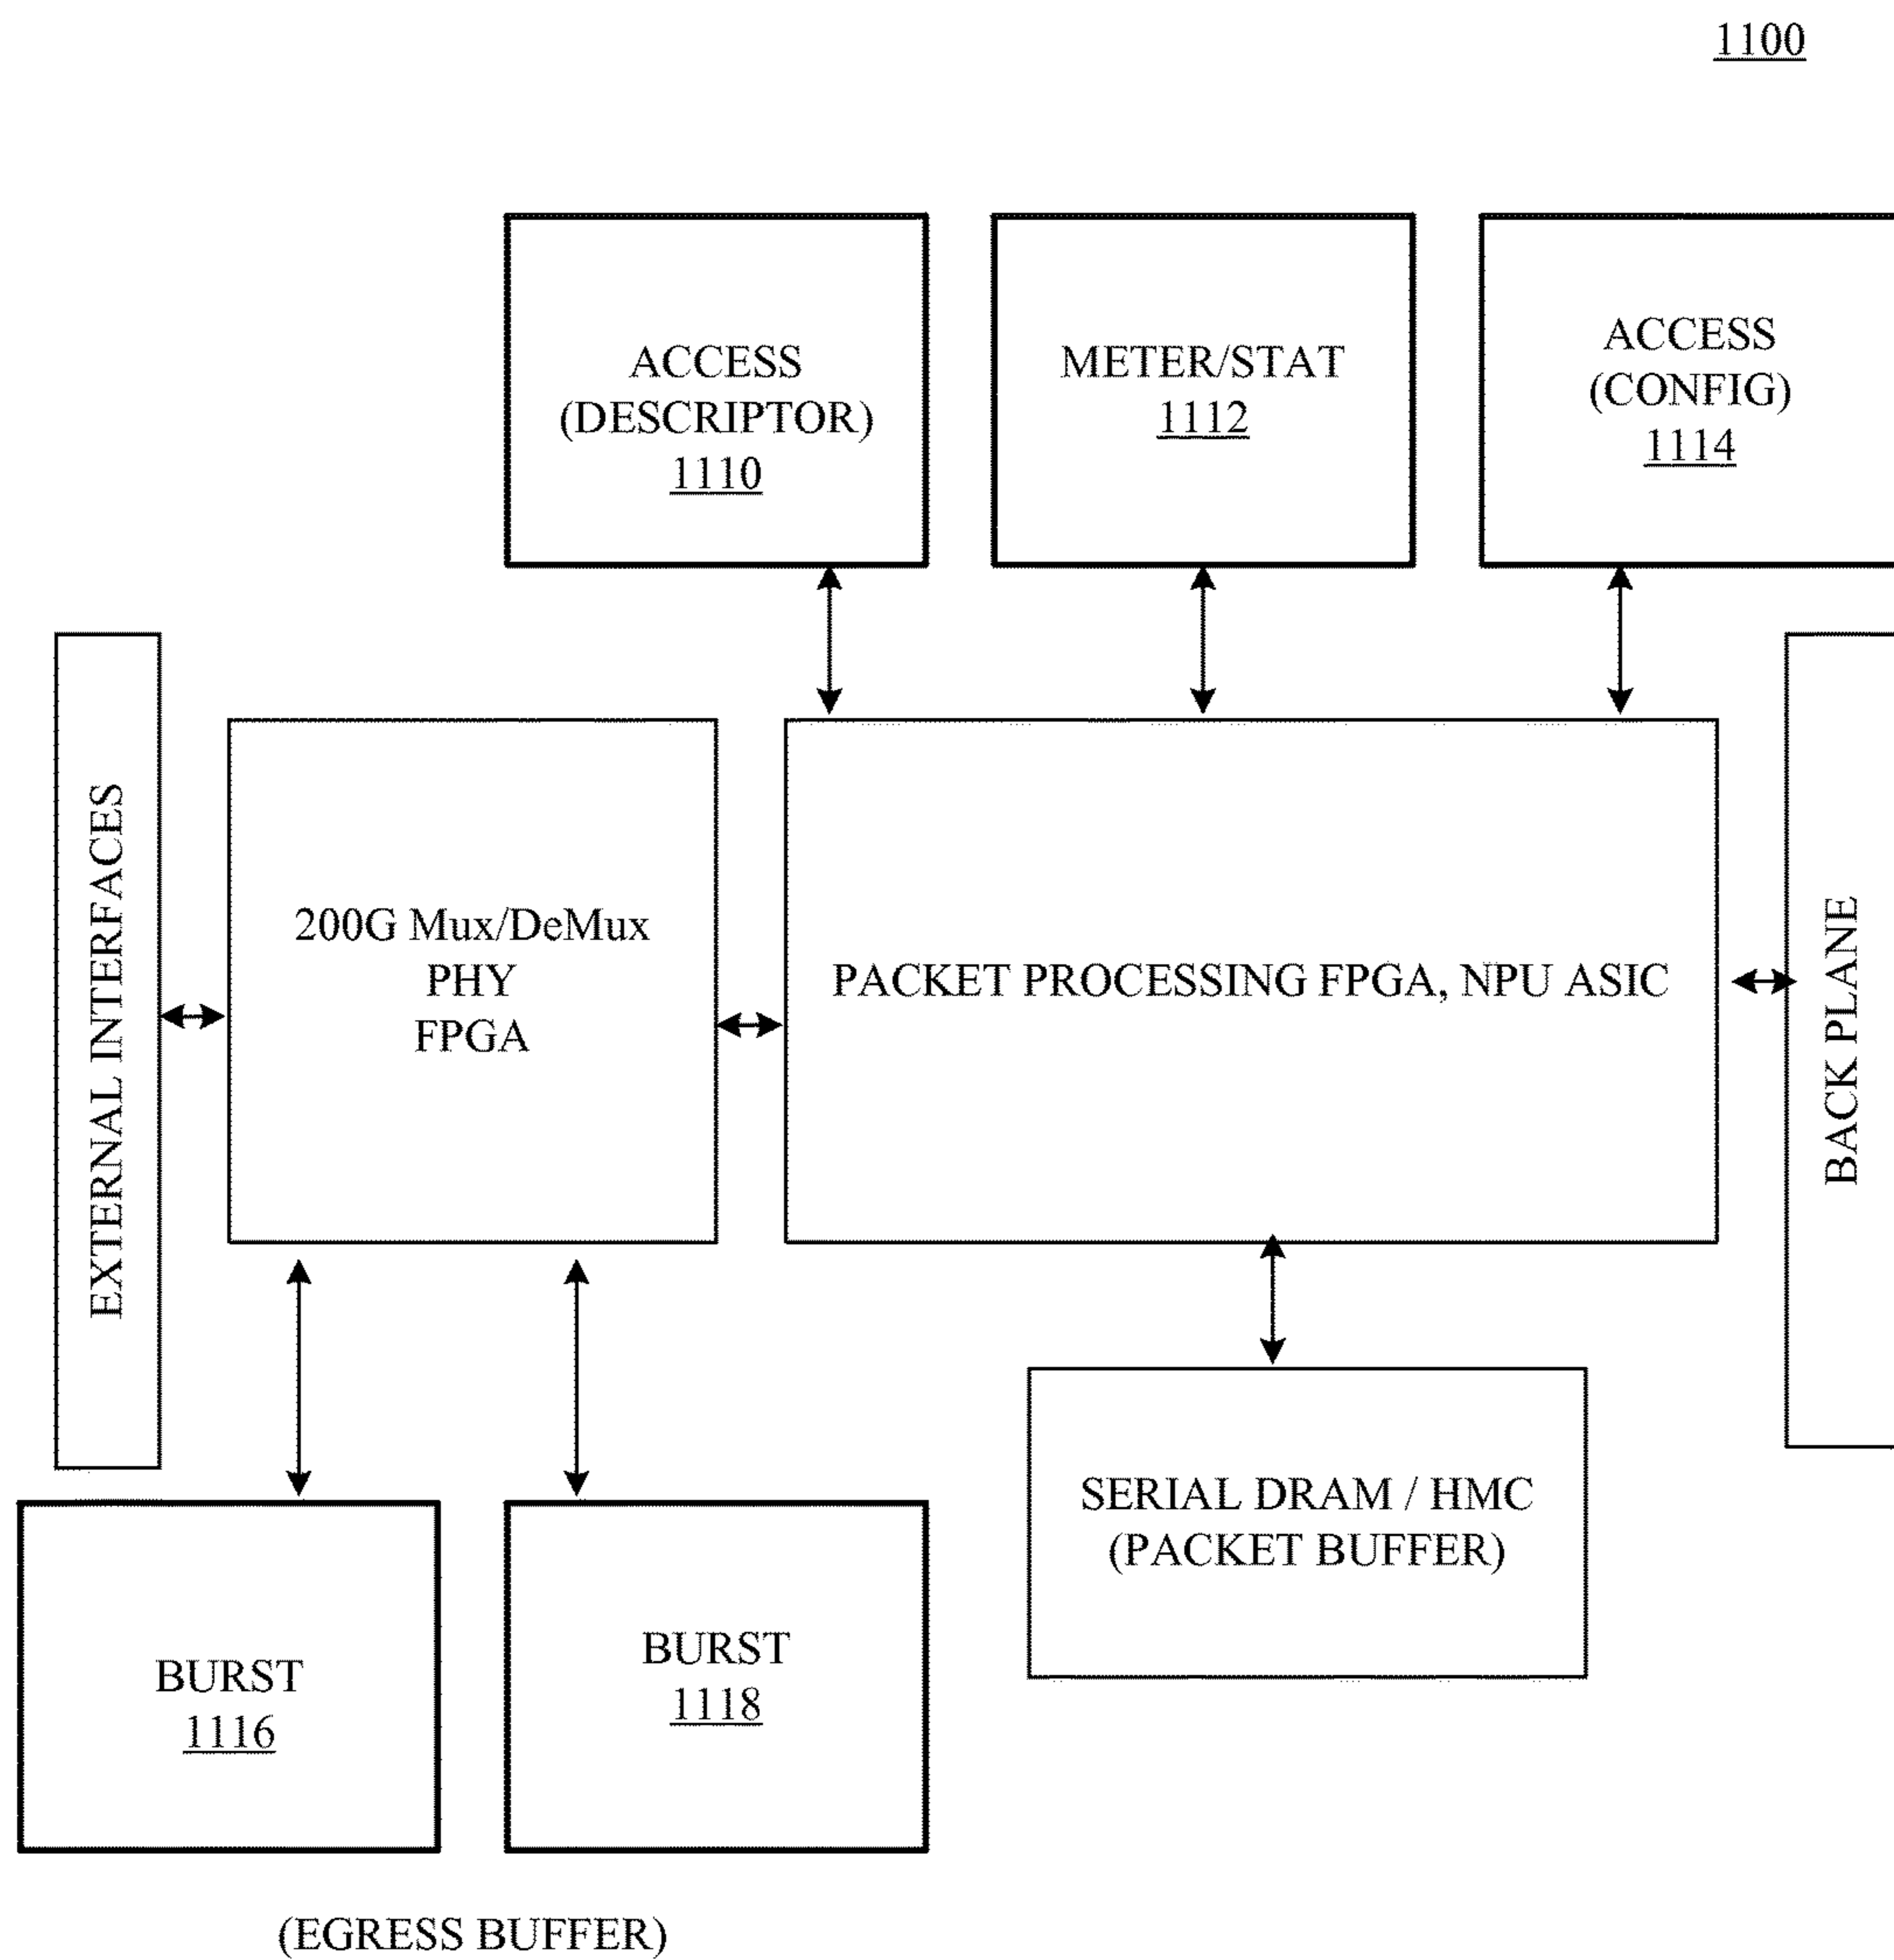 1100
ACCESS
(DESCRIPTOR)
1110
METER/STAT
1112
ACCESS
(CONFIG)
1114
EXTERNAL INTERFACES
200G Mux/DeMux
PHY
FPGA
PACKET PROCESSING FPGA, NPU ASIC
BACK PLANE
SERIAL DRAM / HMC
(PACKET BUFFER)
BURST
1116
BURST
1118
(EGRESS BUFFER)